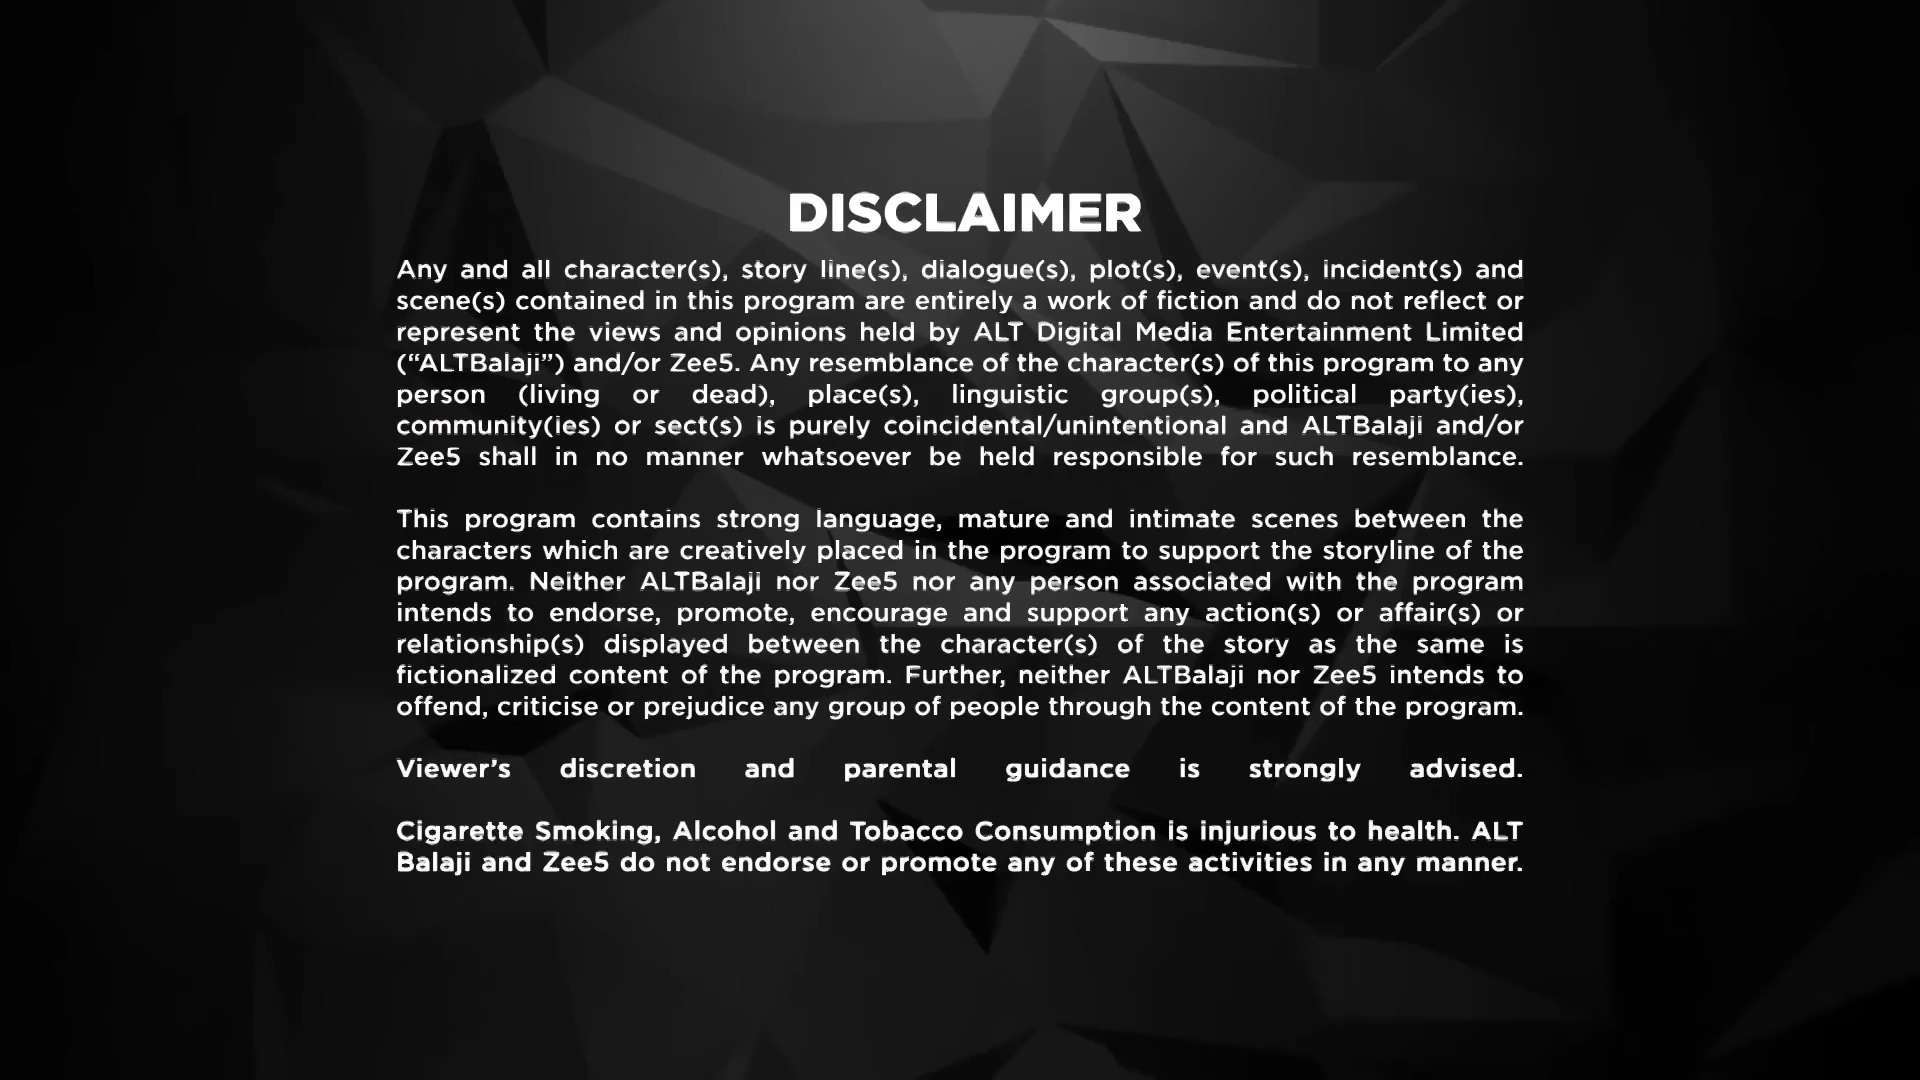 DISCLAIMER
Any and all character(s), story line(s), dialogue(s), plot(s), event(s), incident(s) and
scene(s) contained in this program are entirely a work of fiction and do not reflect or
represent the views and opinions held by ALT Digital Media Entertainment Limited
(“ALTBalaji”) and/or Zee5. Any resemblance of the character(s) of this program to any
person (living or dead), place(s), linguistic group(s), political party(ies),
community(ies) or sect(s) is purely coincidental/unintentional and ALTBalaji and/or
Zee5 shall in no manner whatsoever be held responsible for such resemblance.
This program contains strong language, mature and intimate scenes between the
characters which are creatively placed in the program to support the storyline of the
program. Neither ALTBalaji nor Zee5 nor any person associated with the program
intends to endorse, promote, encourage and support any action(s) or affair(s) or
relationship(s) displayed between the character(s) of the story as the same is
fictionalized content of the program. Further, neither ALTBalaji nor Zee5 intends to
offend, criticise or prejudice any group of people through the content of the program.
Viewer’s discretion and parental guidance is strongly advised.
Cigarette Smoking, Alcohol and Tobacco Consumption is injurious to health. ALT
Balaji and Zee5 do not endorse or promote any of these activities in any manner.